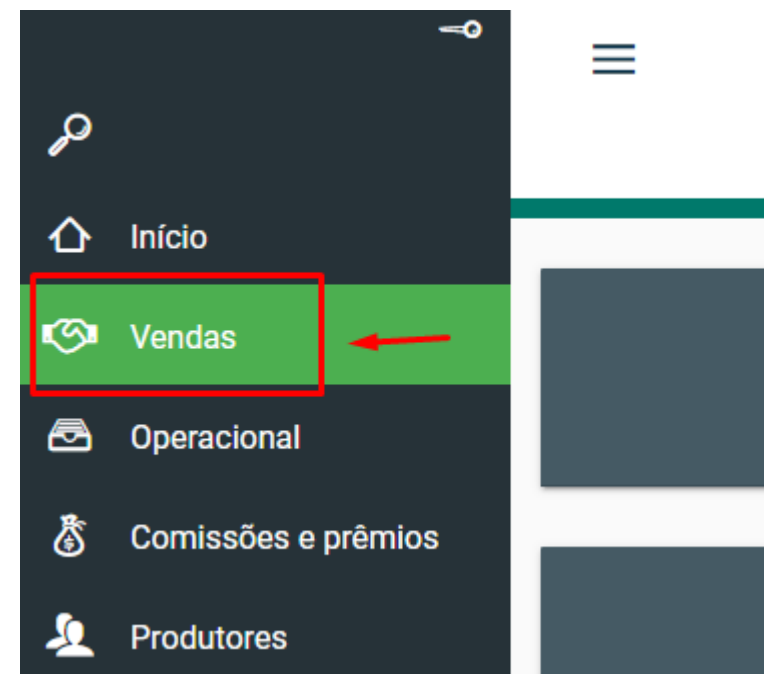 Início
Vendas
Operacional
Comissões e prêmios
Produtores